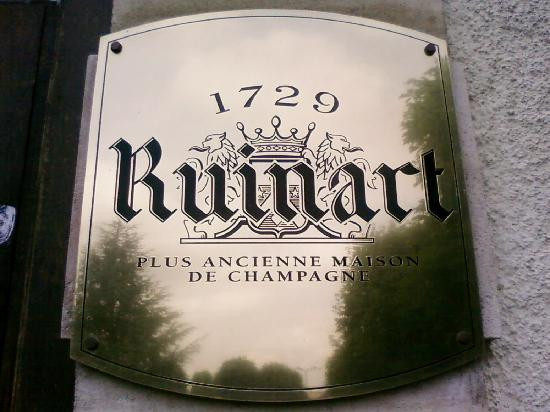 1729
Ruinart
PLUS ANCIENNE MAISON
DE CHAMPAGNE